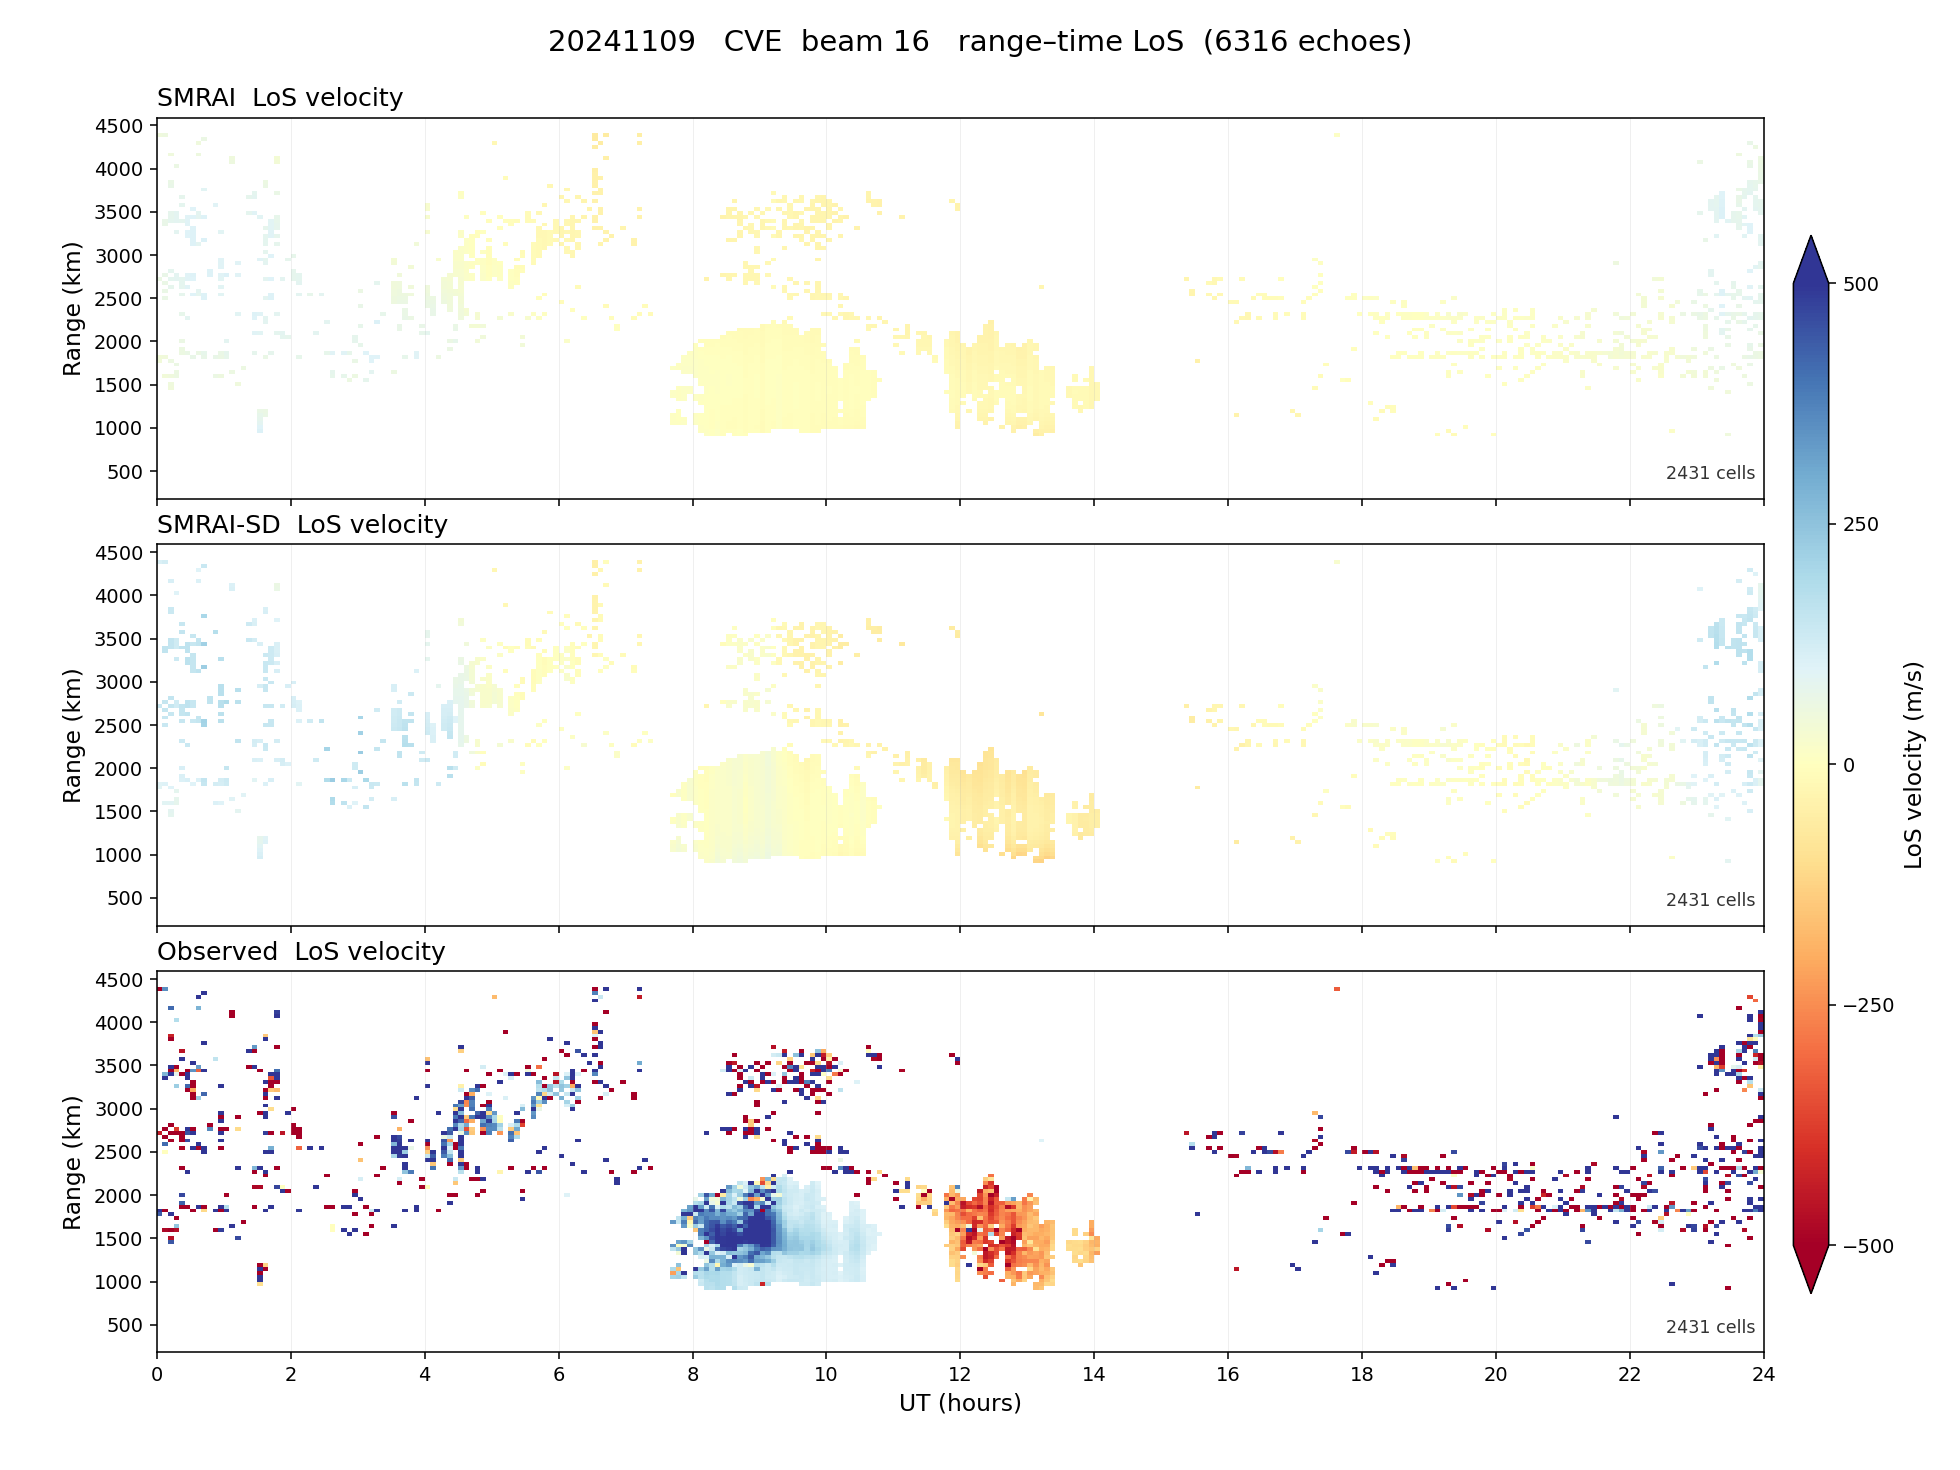 20241109   CVE  beam 16   range–time LoS  (6316 echoes)
SMRAI  LoS velocity
4500
4000
3500
3000
2500
2000
1500
1000
500
Range (km)
2431 cells
SMRAI-SD  LoS velocity
4500
4000
3500
3000
2500
2000
1500
1000
500
Range (km)
2431 cells
Observed  LoS velocity
4500
4000
3500
3000
2500
2000
1500
1000
500
Range (km)
2431 cells
0 2 4 6 8 10 12 14 16 18 20 22 24
UT (hours)
500
250
0
−250
−500
LoS velocity (m/s)